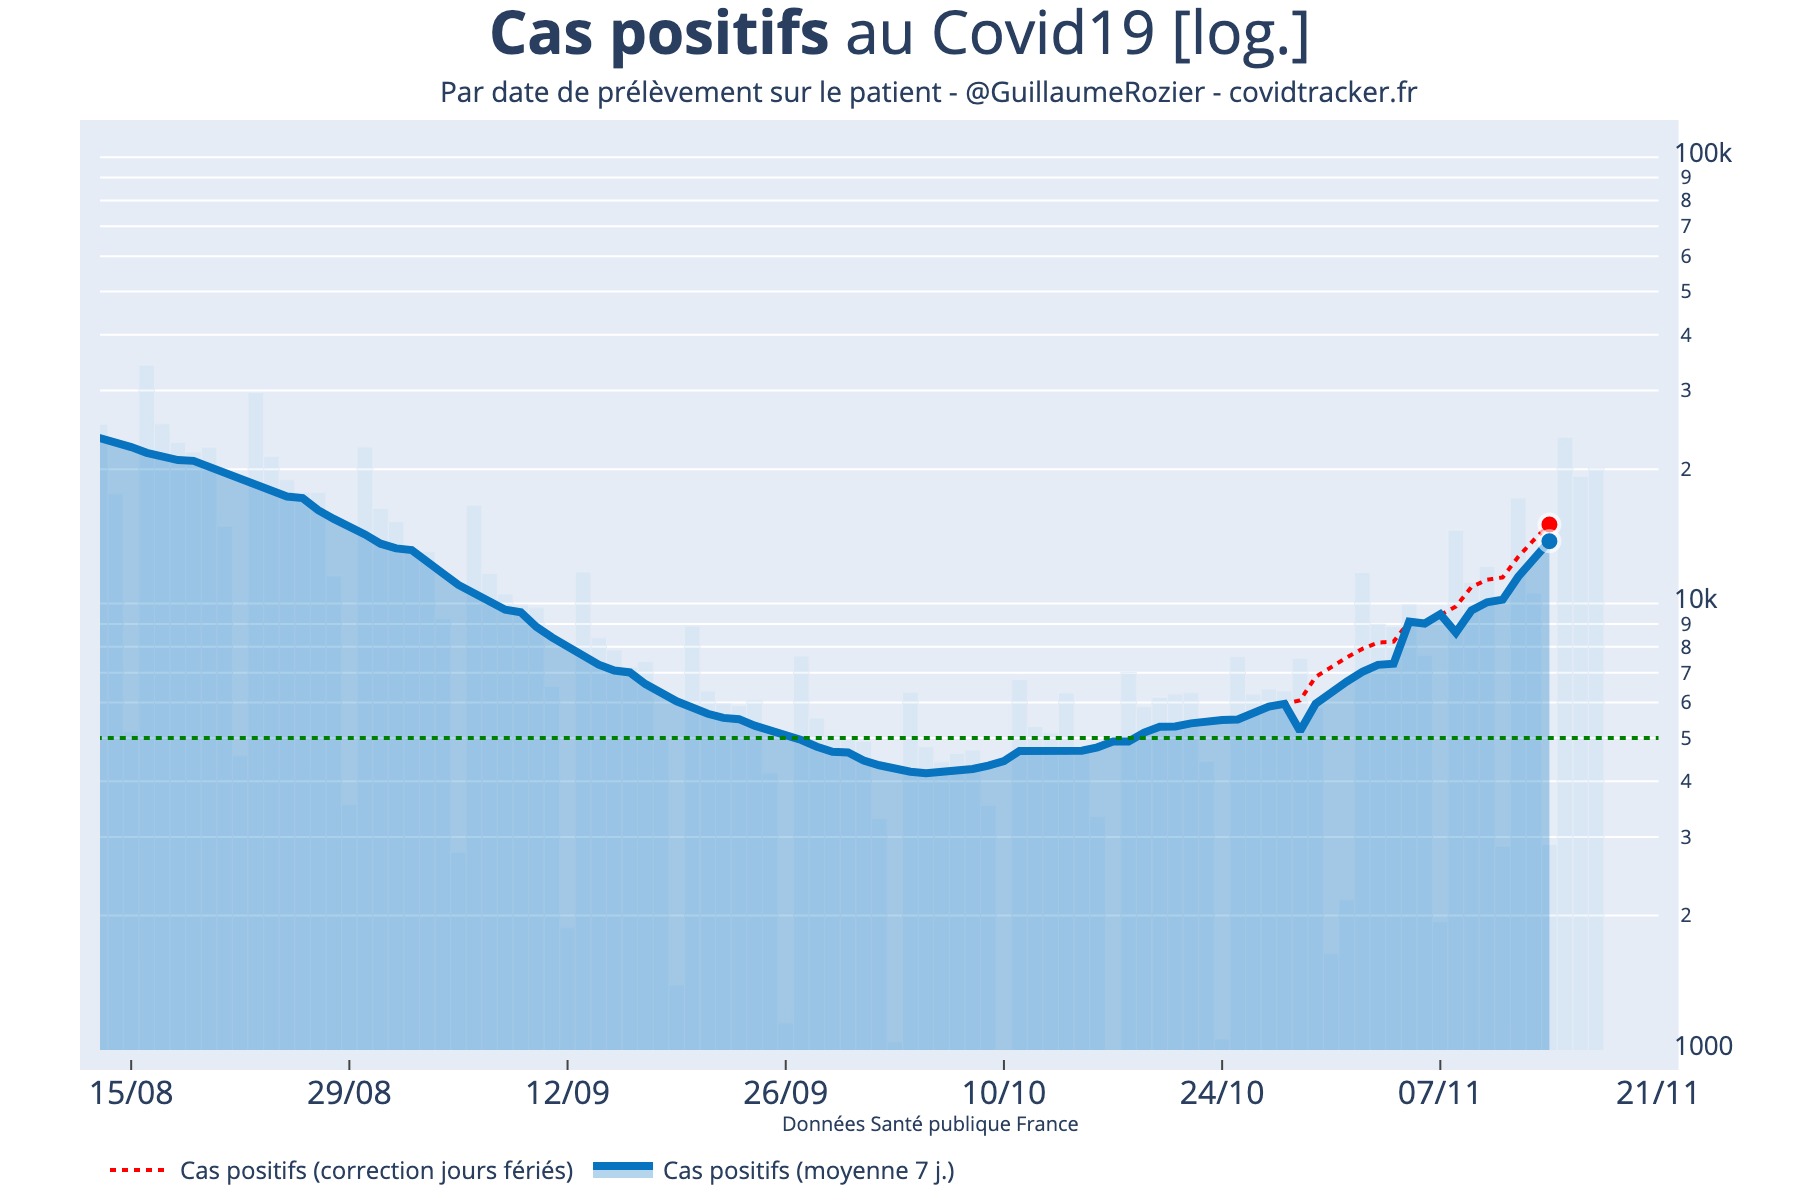 Cas positifs au Covid19 [log.]
Par date de prélèvement sur le patient - @GuillaumeRozier - covidtracker.fr
100k
9
8
7
6
5
4
3
2
10k
9
8
7
6
5
4
3
2
1000
15/08 29/08 12/09 26/09 10/10 24/10 07/11 21/11
Données Santé publique France
Cas positifs (correction jours fériés) Cas positifs (moyenne 7 j.)